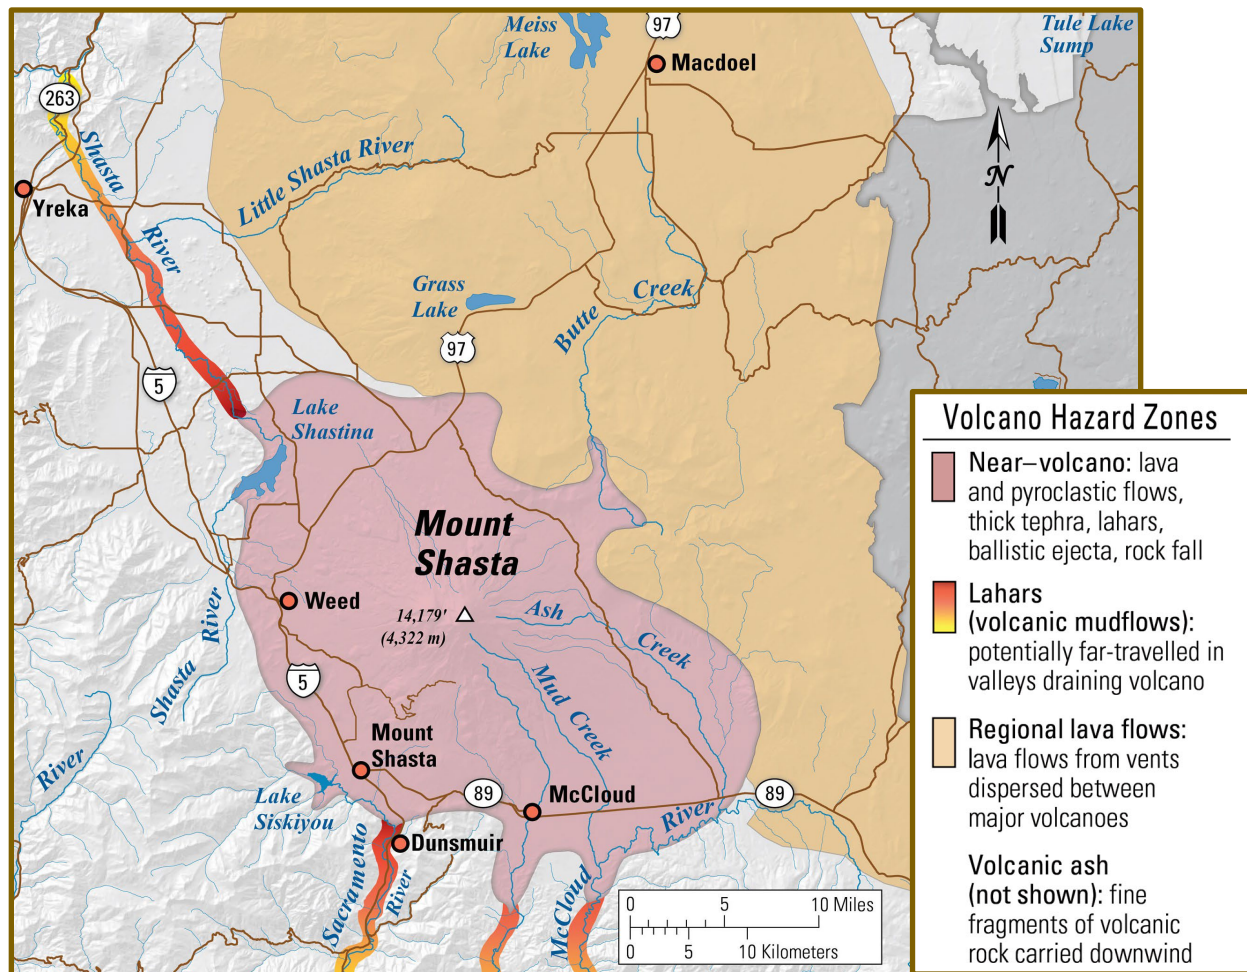 Meiss
Lake
97
Macdoel
Tule Lake
Sump
263
Shasta
River
Little Shasta River
N
Yreka
Grass
Lake
Butte
Creek
97
5
Lake
Shastina
Mount
Shasta
14,179'
(4,322 m)
Weed
Ash
Creek
Shasta
River
5
Mud Creek
River
Mount
Shasta
Lake
Siskiyou
89
McCloud
River
89
Dunsmuir
Sacramento
River
McCloud
0 5 10 Miles
0 5 10 Kilometers
Volcano Hazard Zones
Near–volcano: lava
and pyroclastic flows,
thick tephra, lahars,
ballistic ejecta, rock fall
Lahars
(volcanic mudflows):
potentially far-travelled in
valleys draining volcano
Regional lava flows:
lava flows from vents
dispersed between
major volcanoes
Volcanic ash
(not shown): fine
fragments of volcanic
rock carried downwind